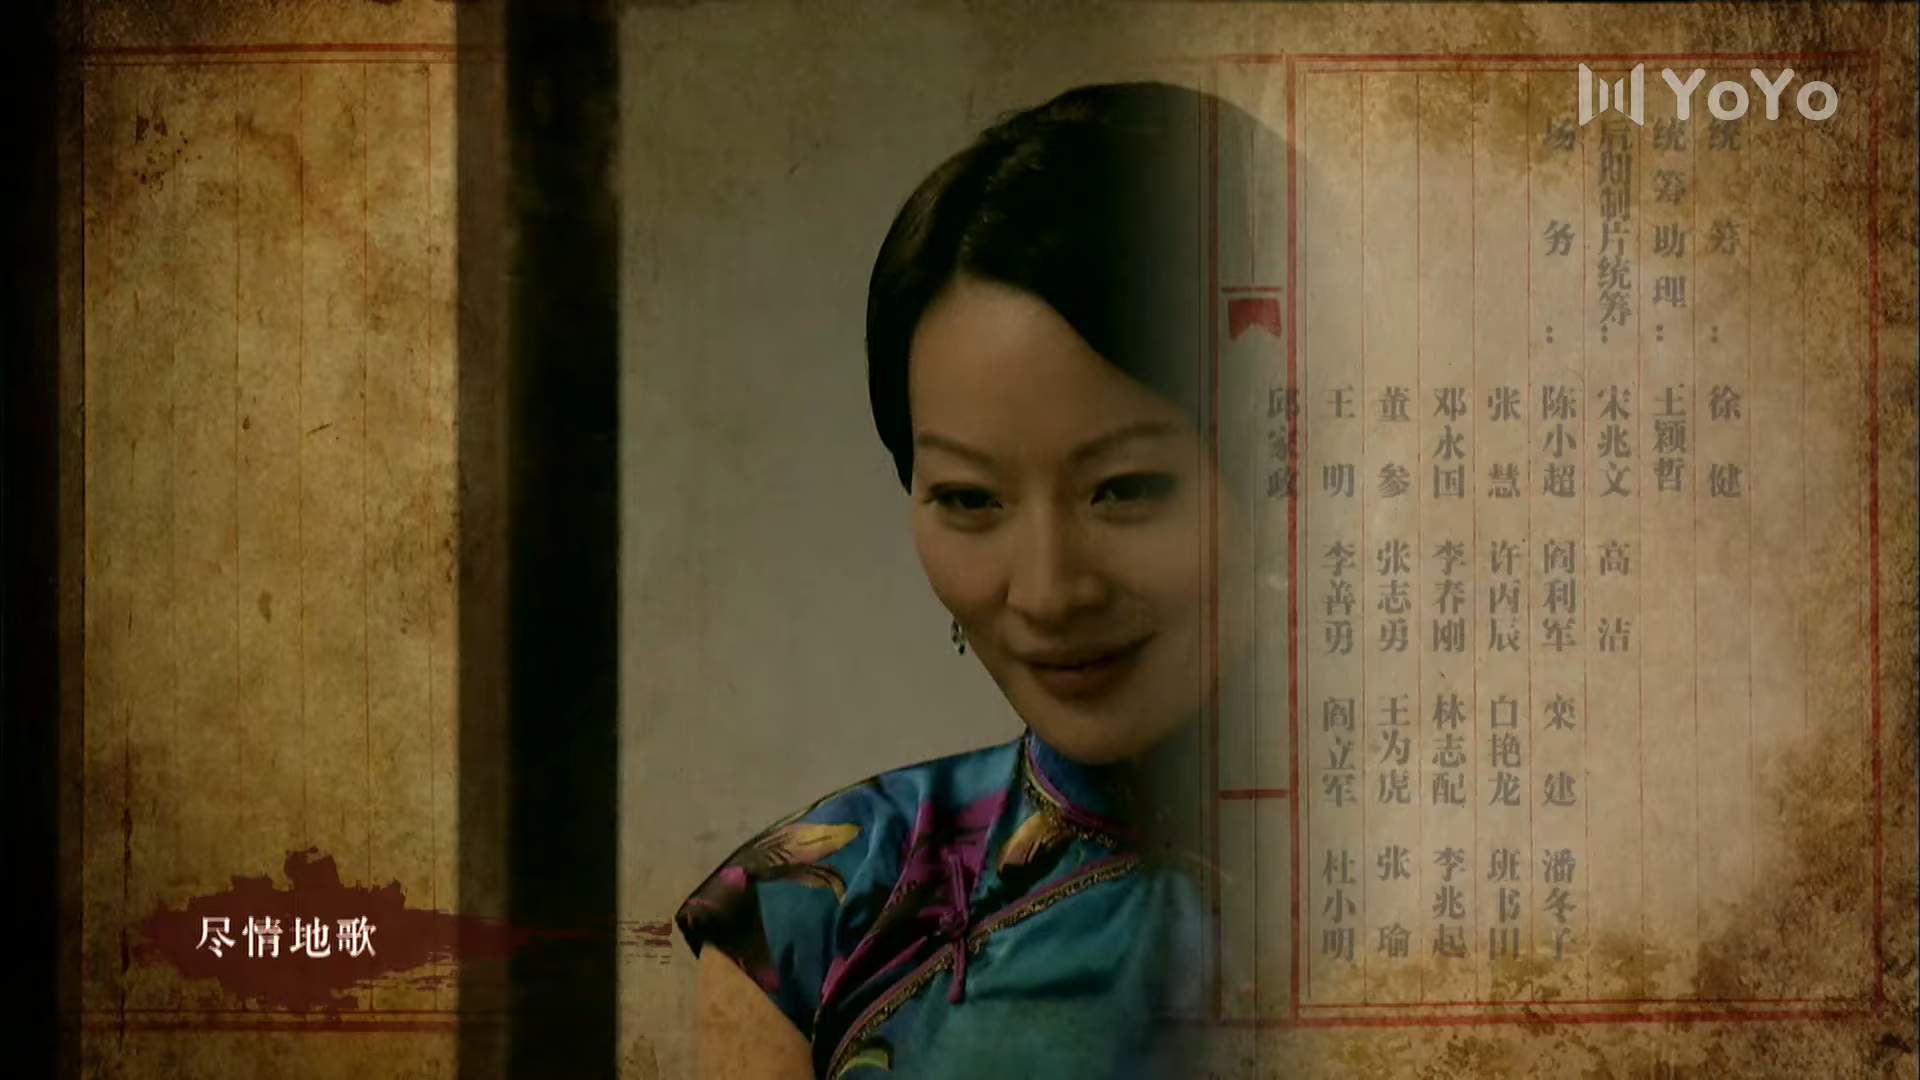 YoYo
统筹：徐健
统筹助理：王颖哲
后期制片统筹：宋兆文 高洁
场务：陈小超 阎利军 栾建 潘冬子
张慧 许丙辰 白艳龙 班书田
邓永国 李春刚 林志配 李兆起
董参 张志勇 王为虎 张瑜
王明 李善勇 阎立军 杜小明
邱家政
尽情地歌